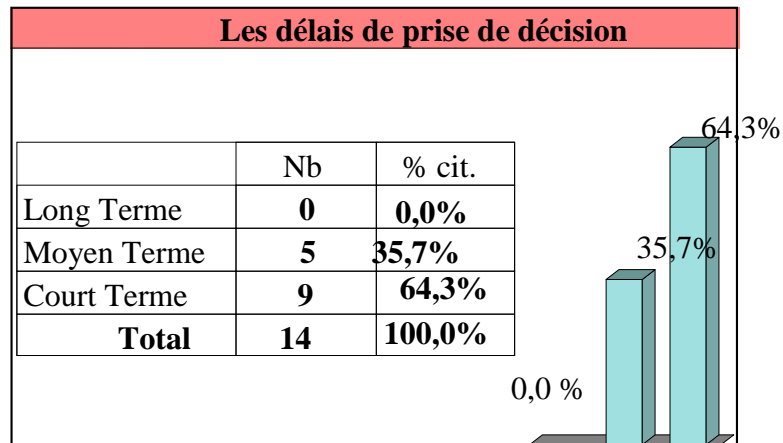 Les délais de prise de décision
Nb % cit.
Long Terme 0 0,0%
Moyen Terme 5 35,7%
Court Terme 9 64,3%
Total 14 100,0%
64,3%
35,7%
0,0 %